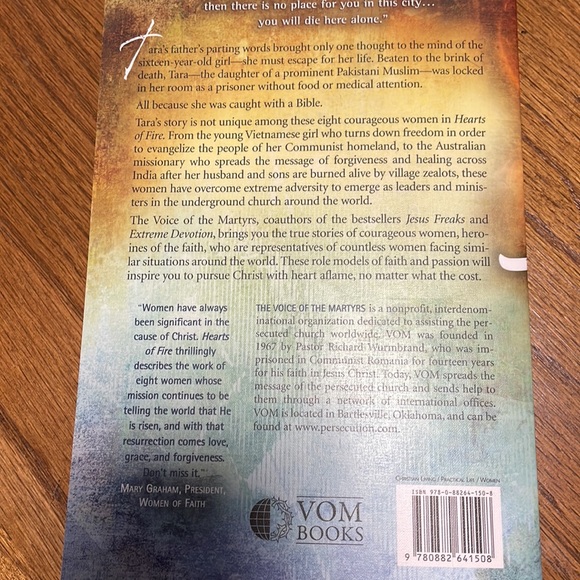 then there is no place for you in this city…
you will die here alone.”
Tara’s father’s parting words brought only one thought to the mind of the
sixteen-year-old girl—she must escape for her life. Beaten to the brink of
death, Tara—the daughter of a prominent Pakistani Muslim—was locked
in her room as a prisoner without food or medical attention.
All because she was caught with a Bible.
Tara’s story is not unique among these eight courageous women in Hearts
of Fire. From the young Vietnamese girl who turns down freedom in order
to evangelize the people of her Communist homeland, to the Australian
missionary who spreads the message of forgiveness and healing across
India after her husband and sons are burned alive by village zealots, these
women have overcome extreme adversity to emerge as leaders and minis-
ters in the underground church around the world.
The Voice of the Martyrs, coauthors of the bestsellers Jesus Freaks and
Extreme Devotion, brings you the true stories of courageous women, hero-
ines of the faith, who are representatives of countless women facing simi-
lar situations around the world. These role models of faith and passion will
inspire you to pursue Christ with heart aflame, no matter what the cost.
“Women have always
been significant in the
cause of Christ. Hearts
of Fire thrillingly
describes the work of
eight women whose
mission continues to be
telling the world that He
is risen, and with that
resurrection comes love,
grace, and forgiveness.
Don’t miss it.”
Mary Graham, President,
Women of Faith
THE VOICE OF THE MARTYRS is a nonprofit, interdenom-
inational organization dedicated to assisting the per-
secuted church worldwide. VOM was founded in
1967 by Pastor Richard Wurmbrand, who was im-
prisoned in Communist Romania for fourteen years
for his faith in Jesus Christ. Today, VOM spreads the
message of the persecuted church and sends help to
them through a network of international offices.
VOM is located in Bartlesville, Oklahoma, and can be
found at www.persecution.com.
Christian Living / Practical Life / Women
VOM
BOOKS
ISBN 978-0-88264-150-8
9 780882 641508